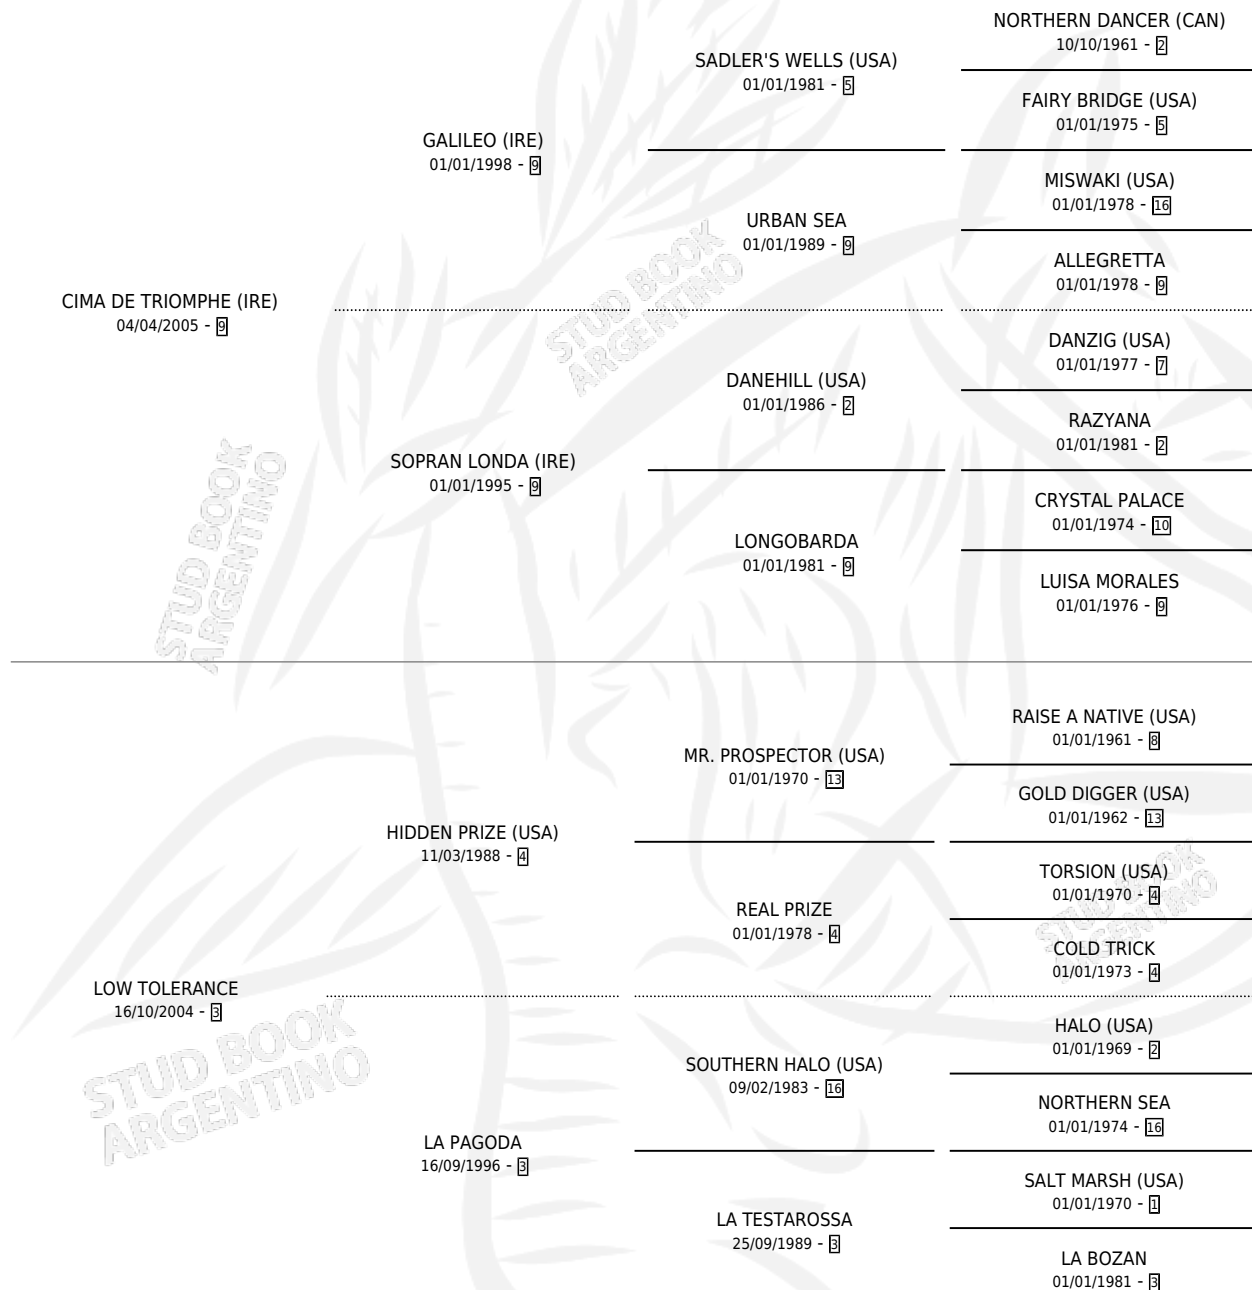 NORTHERN DANCER (CAN)
10/10/1961 - 2
SADLER'S WELLS (USA)
01/01/1981 - 5
FAIRY BRIDGE (USA)
01/01/1975 - 5
GALILEO (IRE)
01/01/1998 - 9
MISWAKI (USA)
01/01/1978 - 16
URBAN SEA
01/01/1989 - 9
ALLEGRETTA
01/01/1978 - 9
CIMA DE TRIOMPHE (IRE)
04/04/2005 - 9
DANZIG (USA)
01/01/1977 - 7
DANEHILL (USA)
01/01/1986 - 2
RAZYANA
01/01/1981 - 2
SOPRAN LONDA (IRE)
01/01/1995 - 9
CRYSTAL PALACE
01/01/1974 - 10
LONGOBARDA
01/01/1981 - 9
LUISA MORALES
01/01/1976 - 9
RAISE A NATIVE (USA)
01/01/1961 - 8
MR. PROSPECTOR (USA)
01/01/1970 - 13
GOLD DIGGER (USA)
01/01/1962 - 13
HIDDEN PRIZE (USA)
11/03/1988 - 4
TORSION (USA)
01/01/1970 - 4
REAL PRIZE
01/01/1978 - 4
COLD TRICK
01/01/1973 - 4
LOW TOLERANCE
16/10/2004 - 3
HALO (USA)
01/01/1969 - 2
SOUTHERN HALO (USA)
09/02/1983 - 16
NORTHERN SEA
01/01/1974 - 16
LA PAGODA
16/09/1996 - 3
SALT MARSH (USA)
01/01/1970 - 1
LA TESTAROSSA
25/09/1989 - 3
LA BOZAN
01/01/1981 - 3
STUD BOOK
ARGENTINO
STUD BOOK
ARGENTINO
STUD BOOK
ARGENTINO
STUD BOOK
ARGENTINO